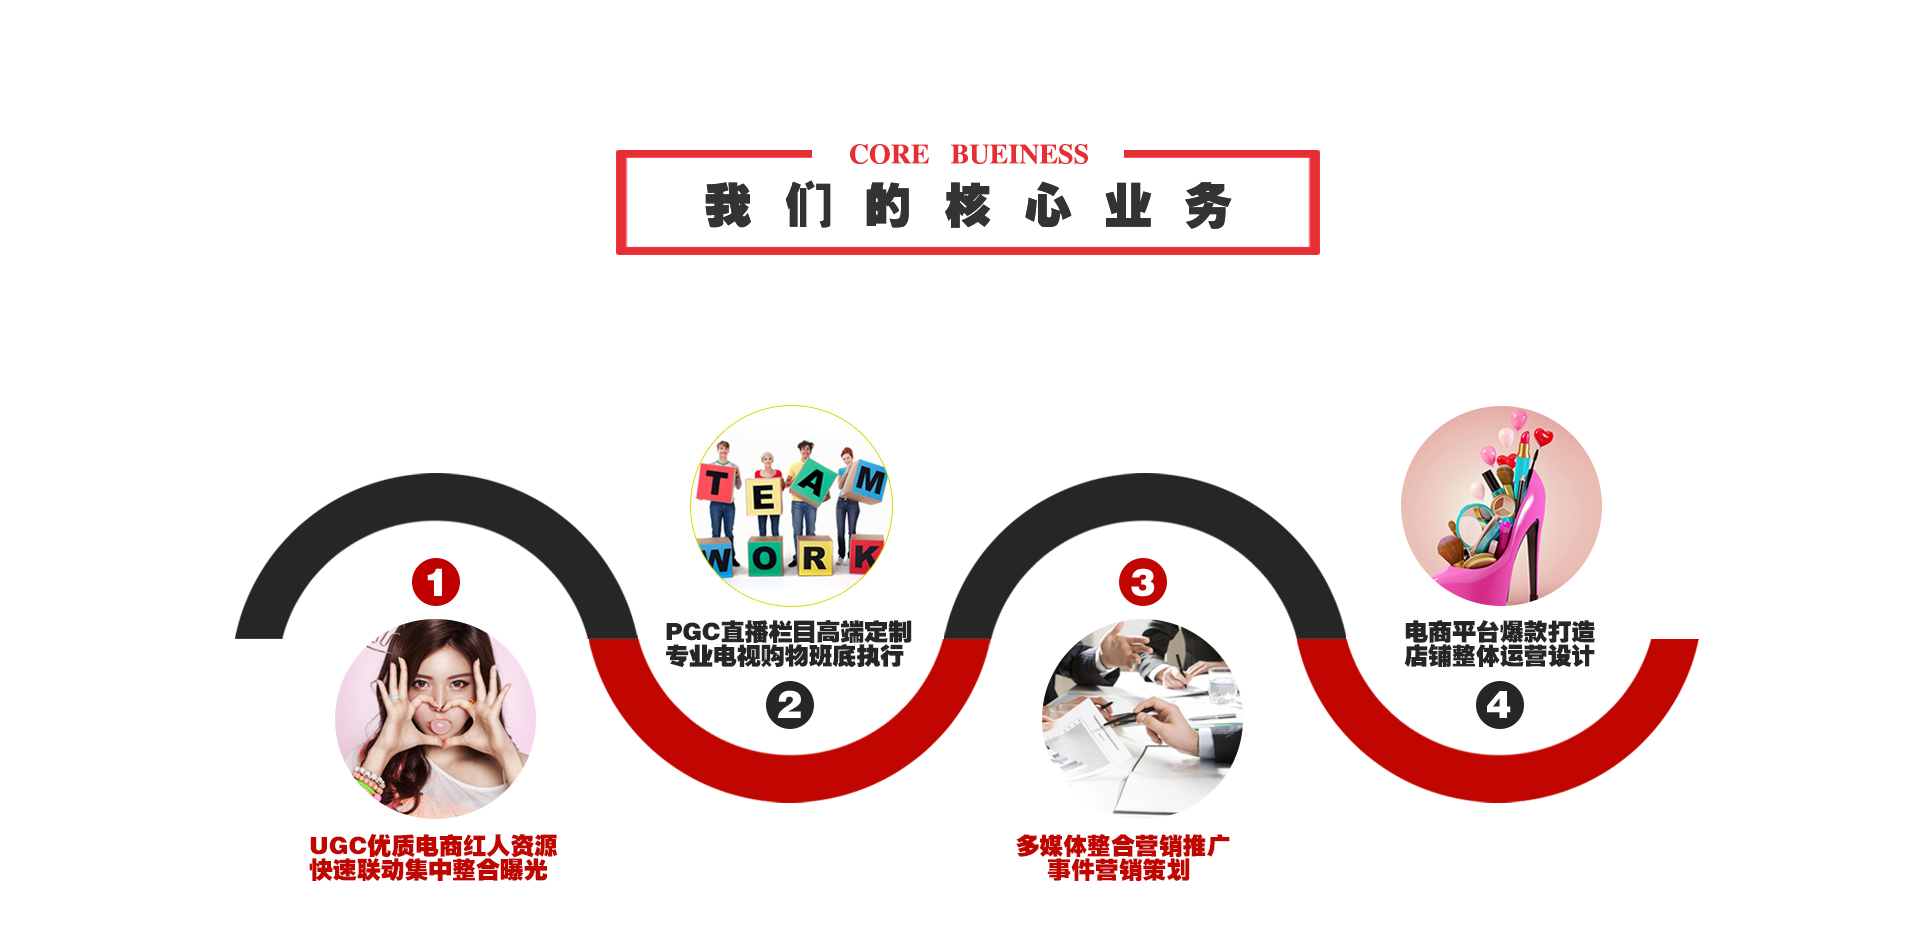 CORE BUEINESS
我们的核心业务
TEAM
WORK
1
UGC优质电商红人资源
快速联动集中整合曝光
PGC直播栏目高端定制
专业电视购物班底执行
2
3
多媒体整合营销推广
事件营销策划
电商平台爆款打造
店铺整体运营设计
4